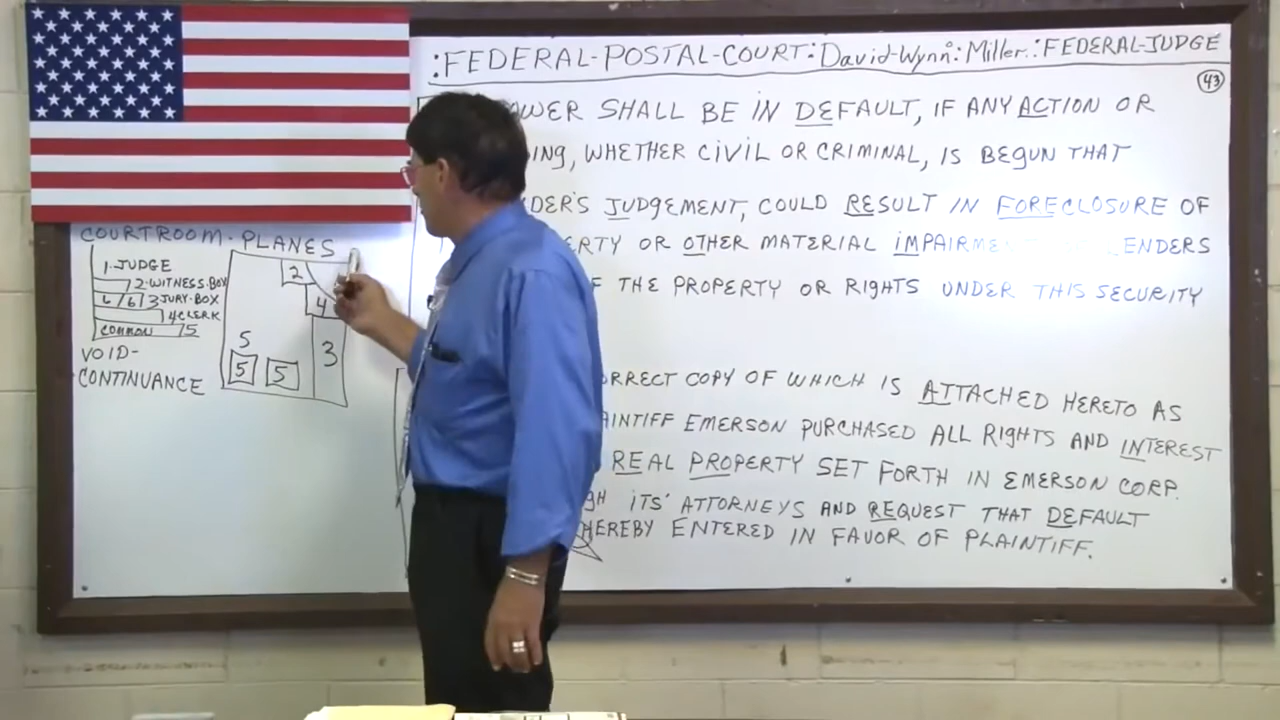 :FEDERAL-POSTAL-COURT: David-Wynn: Miller.:FEDERAL-JUDGE
43
OWER SHALL BE IN DEFAULT, IF ANY ACTION OR
ING, WHETHER CIVIL OR CRIMINAL, IS BEGUN THAT
DER'S JUDGEMENT, COULD RESULT IN FORECLOSURE OF
ERTY OR OTHER MATERIAL IMPAIRMENT LENDERS
F THE PROPERTY OR RIGHTS UNDER THIS SECURITY
ORRECT COPY OF WHICH IS ATTACHED HERETO AS
AINTIFF EMERSON PURCHASED ALL RIGHTS AND INTEREST
REAL PROPERTY SET FORTH IN EMERSON CORP.
GH ITS' ATTORNEYS AND REQUEST THAT DEFAULT
HEREBY ENTERED IN FAVOR OF PLAINTIFF.
COURTROOM-PLANES
1-JUDGE
2-WITNESS-BOX
6/6/3 JURY-BOX
4 CLERK
COMMON /5
VOID-
CONTINUANCE
2
4
3
5
5
5